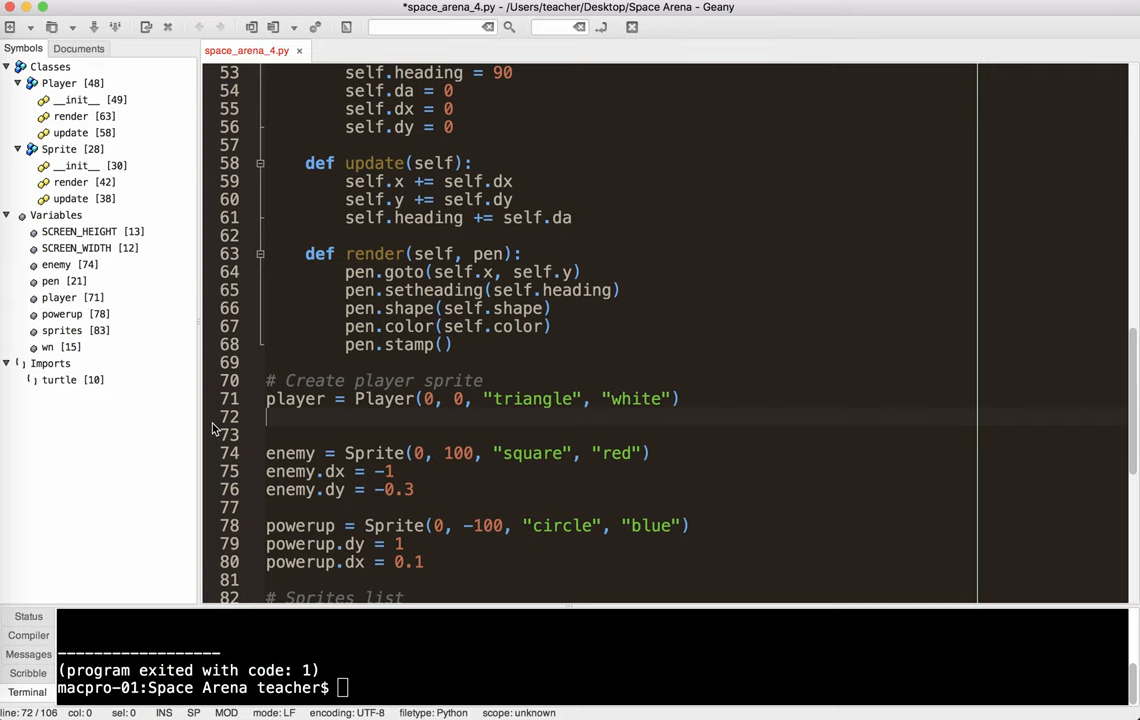 *space_arena_4.py - /Users/teacher/Desktop/Space Arena - Geany
Symbols Documents
Classes
Player [48]
__init__ [49]
render [63]
update [58]
Sprite [28]
__init__ [30]
render [42]
update [38]
Variables
SCREEN_HEIGHT [13]
SCREEN_WIDTH [12]
enemy [74]
pen [21]
player [71]
powerup [78]
sprites [83]
wn [15]
Imports
turtle [10]
space_arena_4.py
53 self.heading = 90
54 self.da = 0
55 self.dx = 0
56 self.dy = 0
57
58 def update(self):
59 self.x += self.dx
60 self.y += self.dy
61 self.heading += self.da
62
63 def render(self, pen):
64 pen.goto(self.x, self.y)
65 pen.setheading(self.heading)
66 pen.shape(self.shape)
67 pen.color(self.color)
68 pen.stamp()
69
70 # Create player sprite
71 player = Player(0, 0, "triangle", "white")
72
73
74 enemy = Sprite(0, 100, "square", "red")
75 enemy.dx = -1
76 enemy.dy = -0.3
77
78 powerup = Sprite(0, -100, "circle", "blue")
79 powerup.dy = 1
80 powerup.dx = 0.1
81
82 # Sprites list
Status
Compiler
Messages
Scribble
Terminal
------------------
(program exited with code: 1)
macpro-01:Space Arena teacher$
line: 72 / 106 col: 0 sel: 0 INS SP MOD mode: LF encoding: UTF-8 filetype: Python scope: unknown